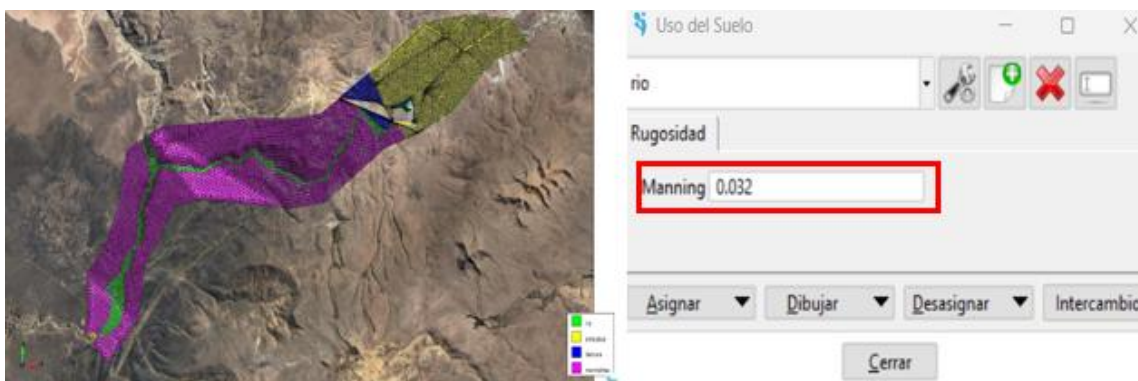 Uso del Suelo
rio
Rugosidad
Manning 0.032
Asignar
Dibujar
Desasignar
Intercambio
Cerrar